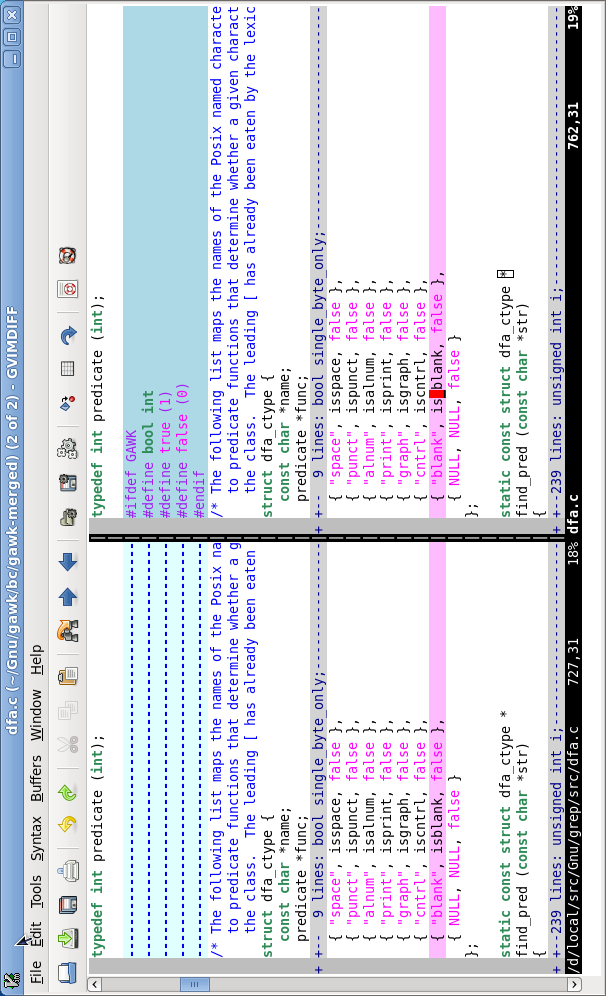 dfa.c (~/Gnu/gawk/bc/gawk-merged) (2 of 2) - GVIMDIFF
File Edit Tools Syntax Buffers Window Help
typedef int predicate (int);
/* The following list maps the names of the Posix na
to predicate functions that determine whether a g
the class. The leading [ has already been eaten
struct dfa_ctype {
const char *name;
predicate *func;
+ +-- 9 lines: bool single_byte_only;
{ "space", isspace, false },
{ "punct", ispunct, false },
{ "alnum", isalnum, false },
{ "print", isprint, false },
{ "graph", isgraph, false },
{ "cntrl", iscntrl, false },
{ "blank", isblank, false },
{ NULL, NULL, false }
};
static const struct dfa_ctype *
find_pred (const char *str)
{
+ +--239 lines: unsigned int i;
/d/local/src/Gnu/grep/src/dfa.c 727,31 18%
typedef int predicate (int);
#ifdef GAWK
#define bool int
#define true (1)
#define false (0)
#endif
/* The following list maps the names of the Posix named characte
to predicate functions that determine whether a given charact
the class. The leading [ has already been eaten by the lexic
struct dfa_ctype {
const char *name;
predicate *func;
+ +-- 9 lines: bool single_byte_only;
{ "space", isspace, false },
{ "punct", ispunct, false },
{ "alnum", isalnum, false },
{ "print", isprint, false },
{ "graph", isgraph, false },
{ "cntrl", iscntrl, false },
{ "blank", is_blank, false },
{ NULL, NULL, false }
};
static const struct dfa_ctype *
find_pred (const char *str)
{
+ +--239 lines: unsigned int i;
dfa.c 762,31 19%